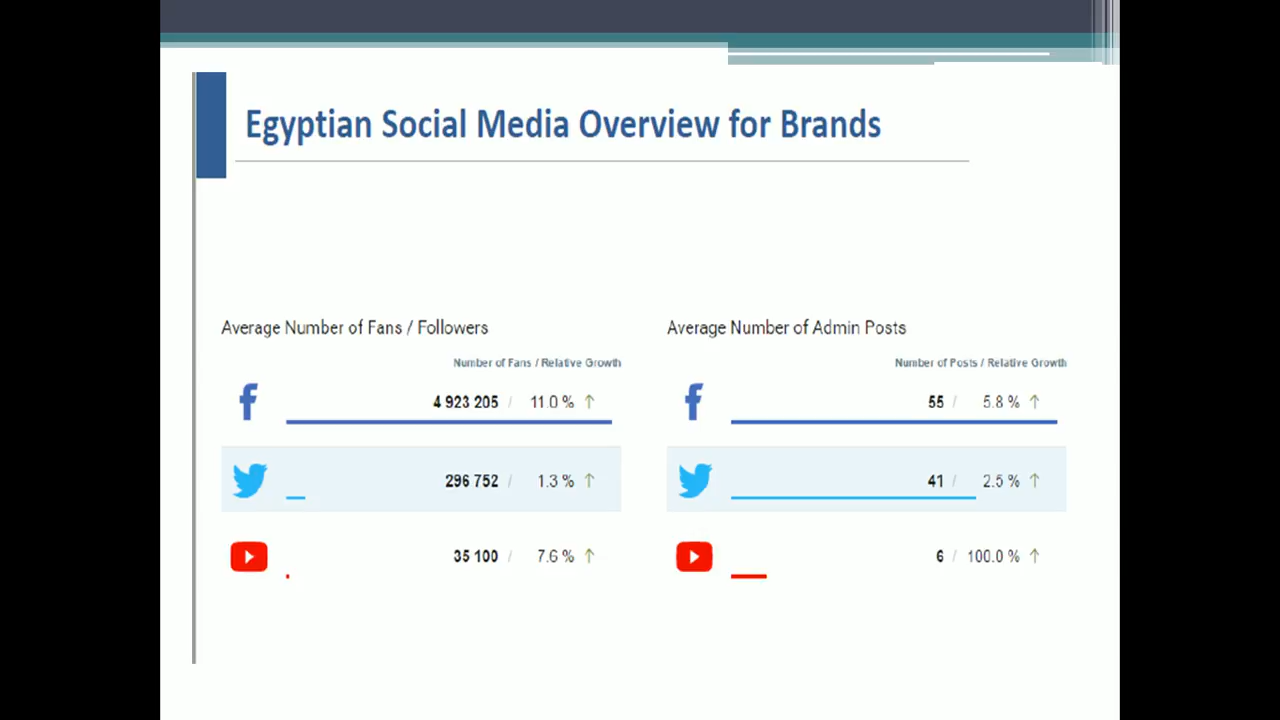 Egyptian Social Media Overview for Brands
Average Number of Fans / Followers
Number of Fans / Relative Growth
4 923 205 / 11.0 % ↑
296 752 / 1.3 % ↑
35 100 / 7.6 % ↑
Average Number of Admin Posts
Number of Posts / Relative Growth
55 / 5.8 % ↑
41 / 2.5 % ↑
6 / 100.0 % ↑